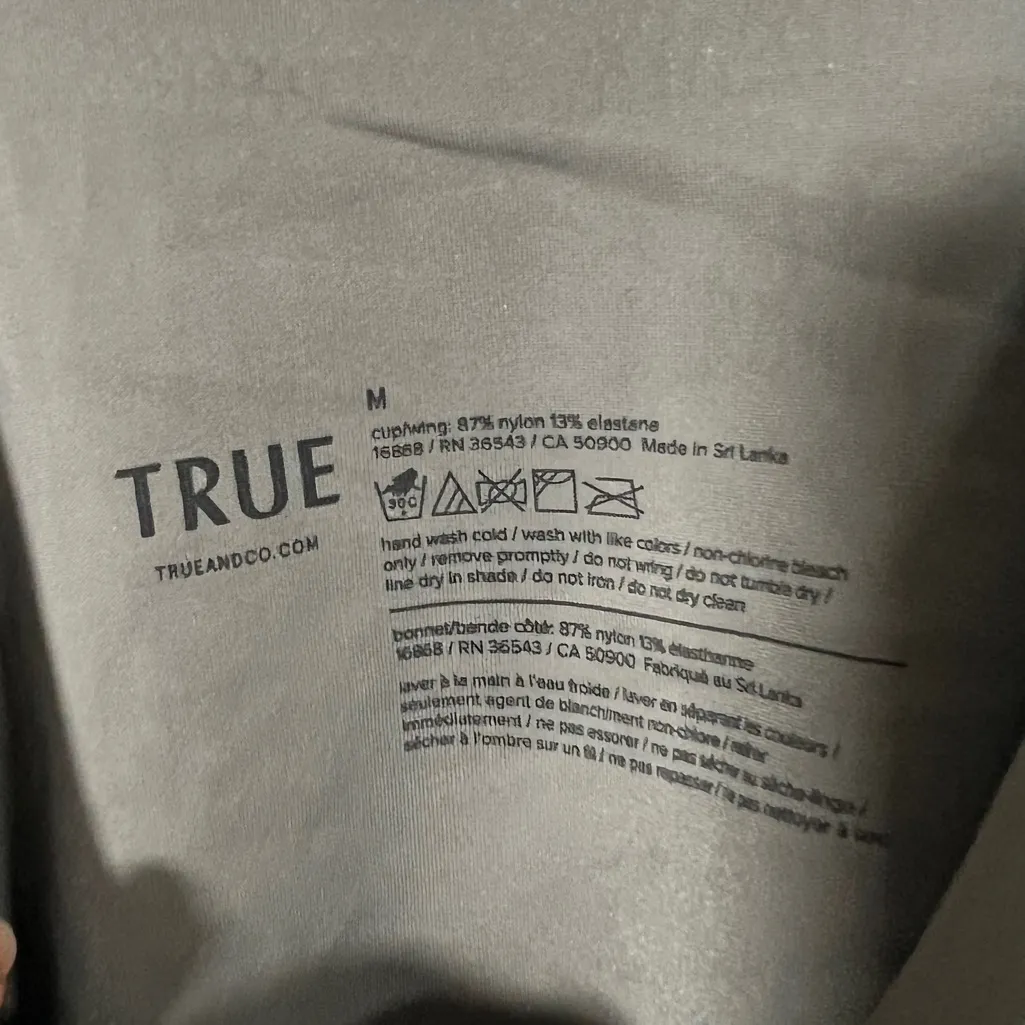 TRUE
TRUEANDCO.COM
M
cup/wing: 87% nylon 13% elastane
16868 / RN 36543 / CA 50900 Made in Sri Lanka
30C
hand wash cold / wash with like colors / non-chlorine bleach
only / remove promptly / do not wring / do not tumble dry /
line dry in shade / do not iron / do not dry clean
bonnet/bande côté: 87% nylon 13% élasthanne
16868 / RN 36543 / CA 50900 Fabriqué au Sri Lanka
laver à la main à l'eau froide / laver en séparant les couleurs /
seulement agent de blanchiment non-chlore / retirer
immédiatement / ne pas essorer / ne pas sécher au sèche-linge /
sécher à l'ombre sur un fil / ne pas repasser / ne pas nettoyer à